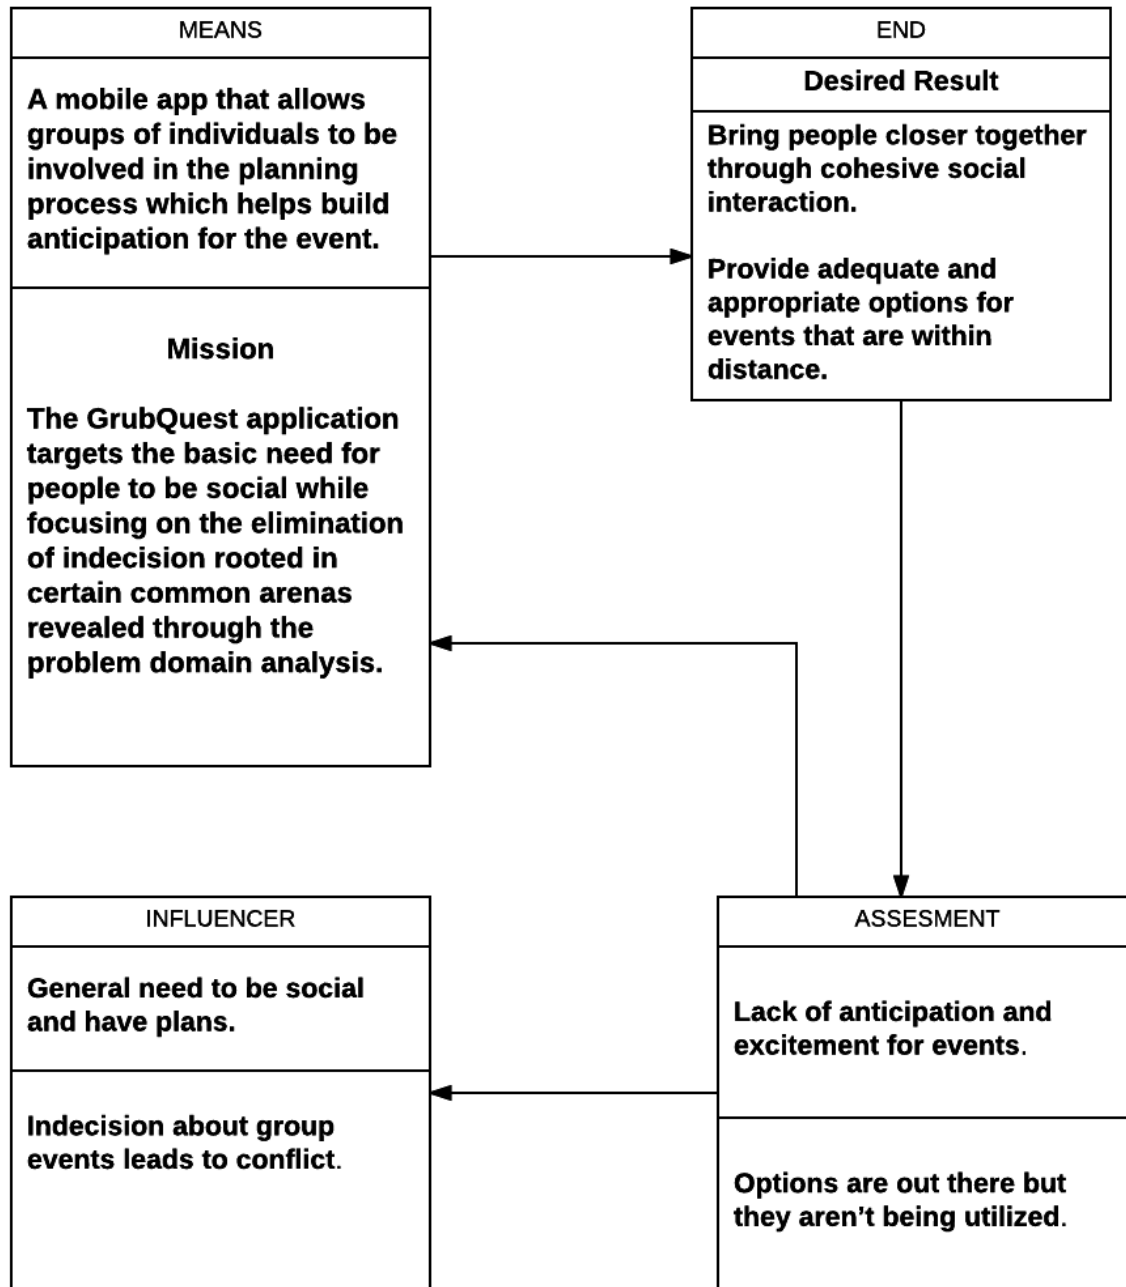 MEANS
A mobile app that allows
groups of individuals to be
involved in the planning
process which helps build
anticipation for the event.
Mission
The GrubQuest application
targets the basic need for
people to be social while
focusing on the elimination
of indecision rooted in
certain common arenas
revealed through the
problem domain analysis.
END
Desired Result
Bring people closer together
through cohesive social
interaction.
Provide adequate and
appropriate options for
events that are within
distance.
INFLUENCER
General need to be social
and have plans.
Indecision about group
events leads to conflict.
ASSESMENT
Lack of anticipation and
excitement for events.
Options are out there but
they aren’t being utilized.